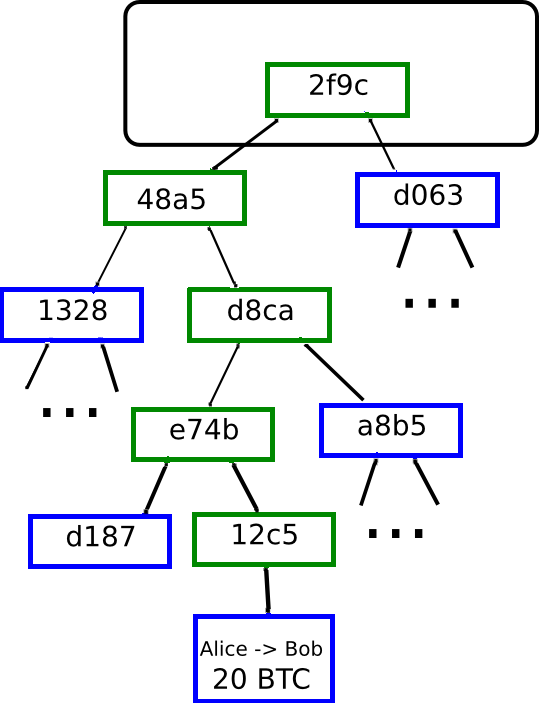 2f9c
48a5
d063
1328
d8ca
...
...
e74b
a8b5
d187
12c5
...
Alice -> Bob
20 BTC